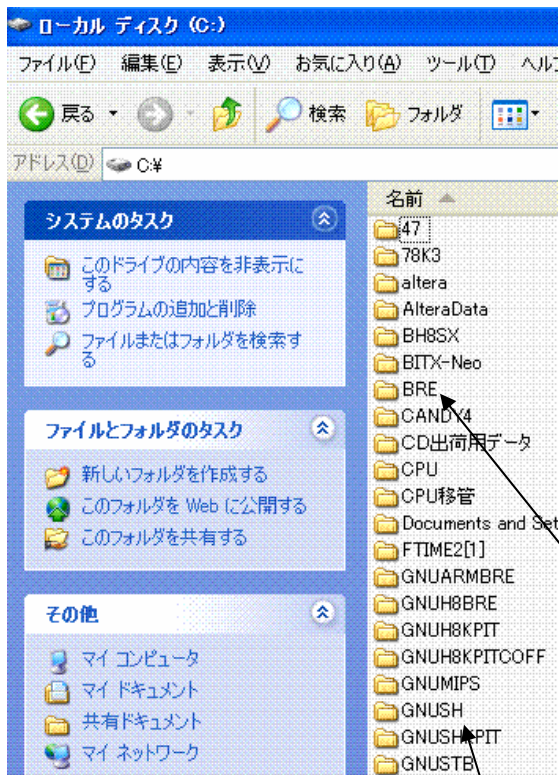 ローカル ディスク (C:)
ファイル(F) 編集(E) 表示(V) お気に入り(A) ツール(T) ヘル
戻る 検索 フォルダ
アドレス(D) C:¥
システムのタスク
このドライブの内容を非表示に
する
プログラムの追加と削除
ファイルまたはフォルダを検索す
る
ファイルとフォルダのタスク
新しいフォルダを作成する
このフォルダを Web に公開する
このフォルダを共有する
その他
マイ コンピュータ
マイ ドキュメント
共有ドキュメント
マイ ネットワーク
名前
47
78K3
altera
AlteraData
BH8SX
BITX-Neo
BRE
CANDY4
CD出荷用データ
CPU
CPU移管
Documents and Set
FTIME2[1]
GNUARMBRE
GNUH8BRE
GNUH8KPIT
GNUH8KPITCOFF
GNUMIPS
GNUSH
GNUSHKPIT
GNUSTB